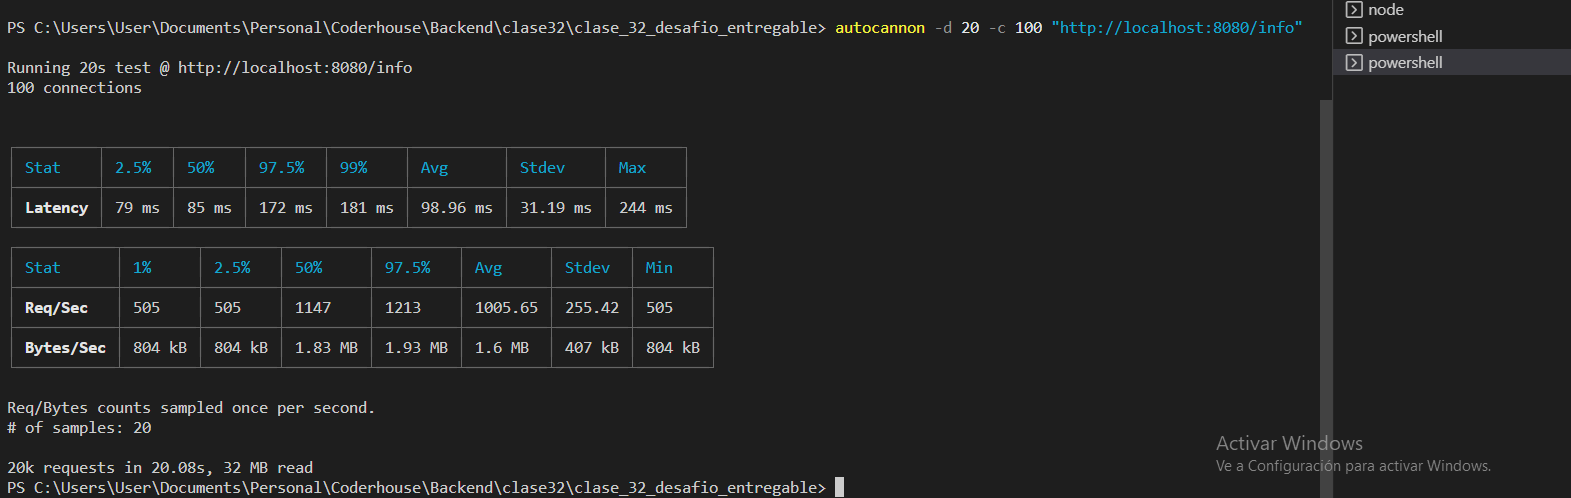 PS C:\Users\User\Documents\Personal\Coderhouse\Backend\clase32\clase_32_desafio_entregable> autocannon -d 20 -c 100 "http://localhost:8080/info"
Running 20s test @ http://localhost:8080/info
100 connections
Stat 2.5% 50% 97.5% 99% Avg Stdev Max
Latency 79 ms 85 ms 172 ms 181 ms 98.96 ms 31.19 ms 244 ms
Stat 1% 2.5% 50% 97.5% Avg Stdev Min
Req/Sec 505 505 1147 1213 1005.65 255.42 505
Bytes/Sec 804 kB 804 kB 1.83 MB 1.93 MB 1.6 MB 407 kB 804 kB
Req/Bytes counts sampled once per second.
# of samples: 20
20k requests in 20.08s, 32 MB read
PS C:\Users\User\Documents\Personal\Coderhouse\Backend\clase32\clase_32_desafio_entregable>
node
powershell
powershell
Activar Windows
Ve a Configuración para activar Windows.